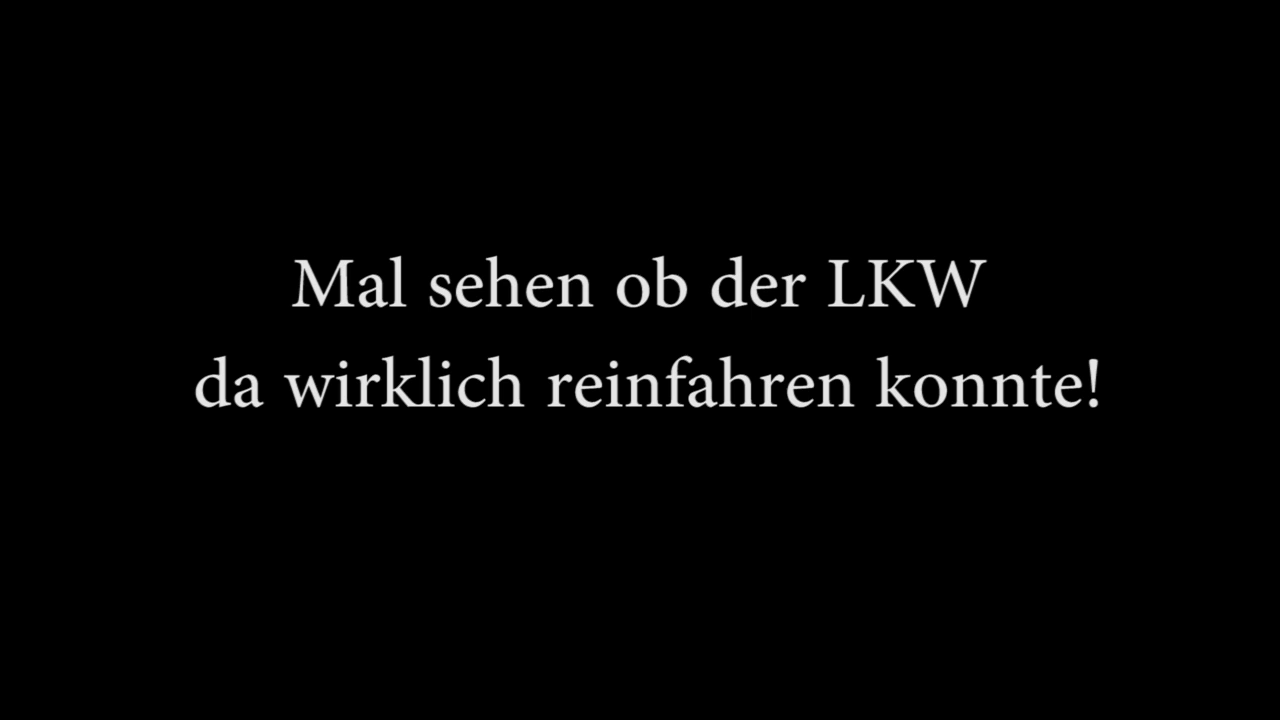 Mal sehen ob der LKW
da wirklich reinfahren konnte!